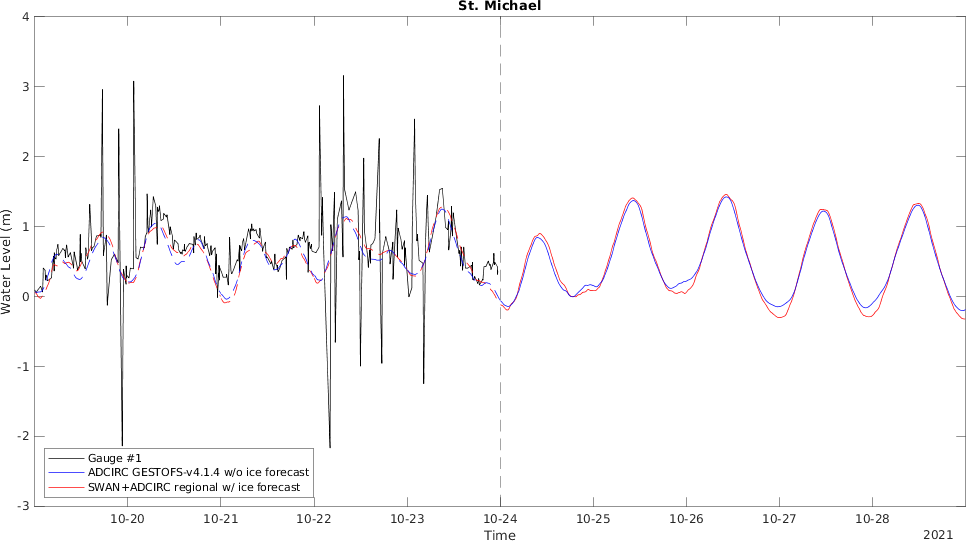 St. Michael
4
3
2
1
0
-1
-2
-3
Water Level (m)
Gauge #1
ADCIRC GESTOFS-v4.1.4 w/o ice forecast
SWAN+ADCIRC regional w/ ice forecast
10-20 10-21 10-22 10-23 10-24 10-25 10-26 10-27 10-28
Time
2021